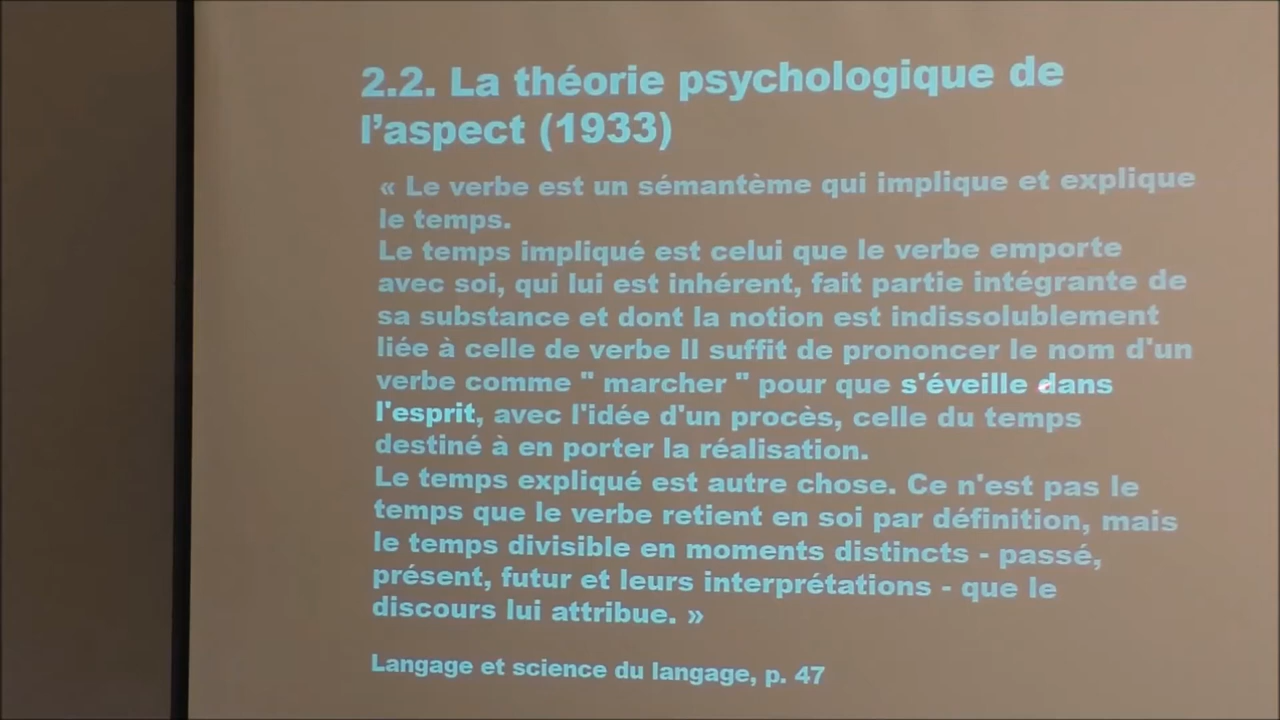 2.2. La théorie psychologique de
l’aspect (1933)
« Le verbe est un sémantème qui implique et explique
le temps.
Le temps impliqué est celui que le verbe emporte
avec soi, qui lui est inhérent, fait partie intégrante de
sa substance et dont la notion est indissolublement
liée à celle de verbe Il suffit de prononcer le nom d'un
verbe comme " marcher " pour que s'éveille dans
l'esprit, avec l'idée d'un procès, celle du temps
destiné à en porter la réalisation.
Le temps expliqué est autre chose. Ce n'est pas le
temps que le verbe retient en soi par définition, mais
le temps divisible en moments distincts - passé,
présent, futur et leurs interprétations - que le
discours lui attribue. »
Langage et science du langage, p. 47